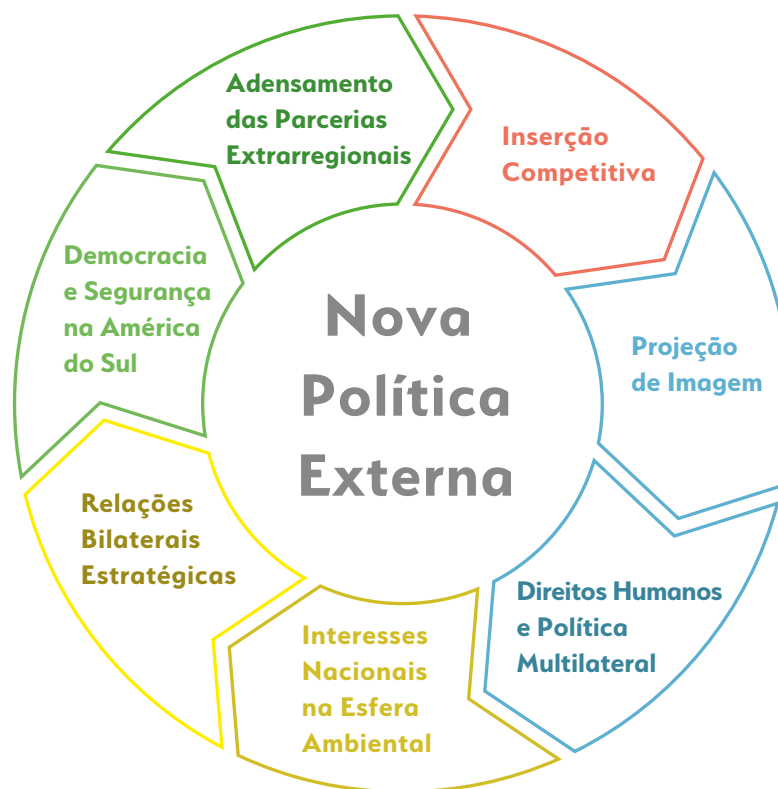 Adensamento
das Parcerias
Extrarregionais
Inserção
Competitiva
Projeção
de Imagem
Direitos Humanos
e Política
Multilateral
Interesses
Nacionais
na Esfera
Ambiental
Relações
Bilaterais
Estratégicas
Democracia
e Segurança
na América
do Sul
Nova
Política
Externa